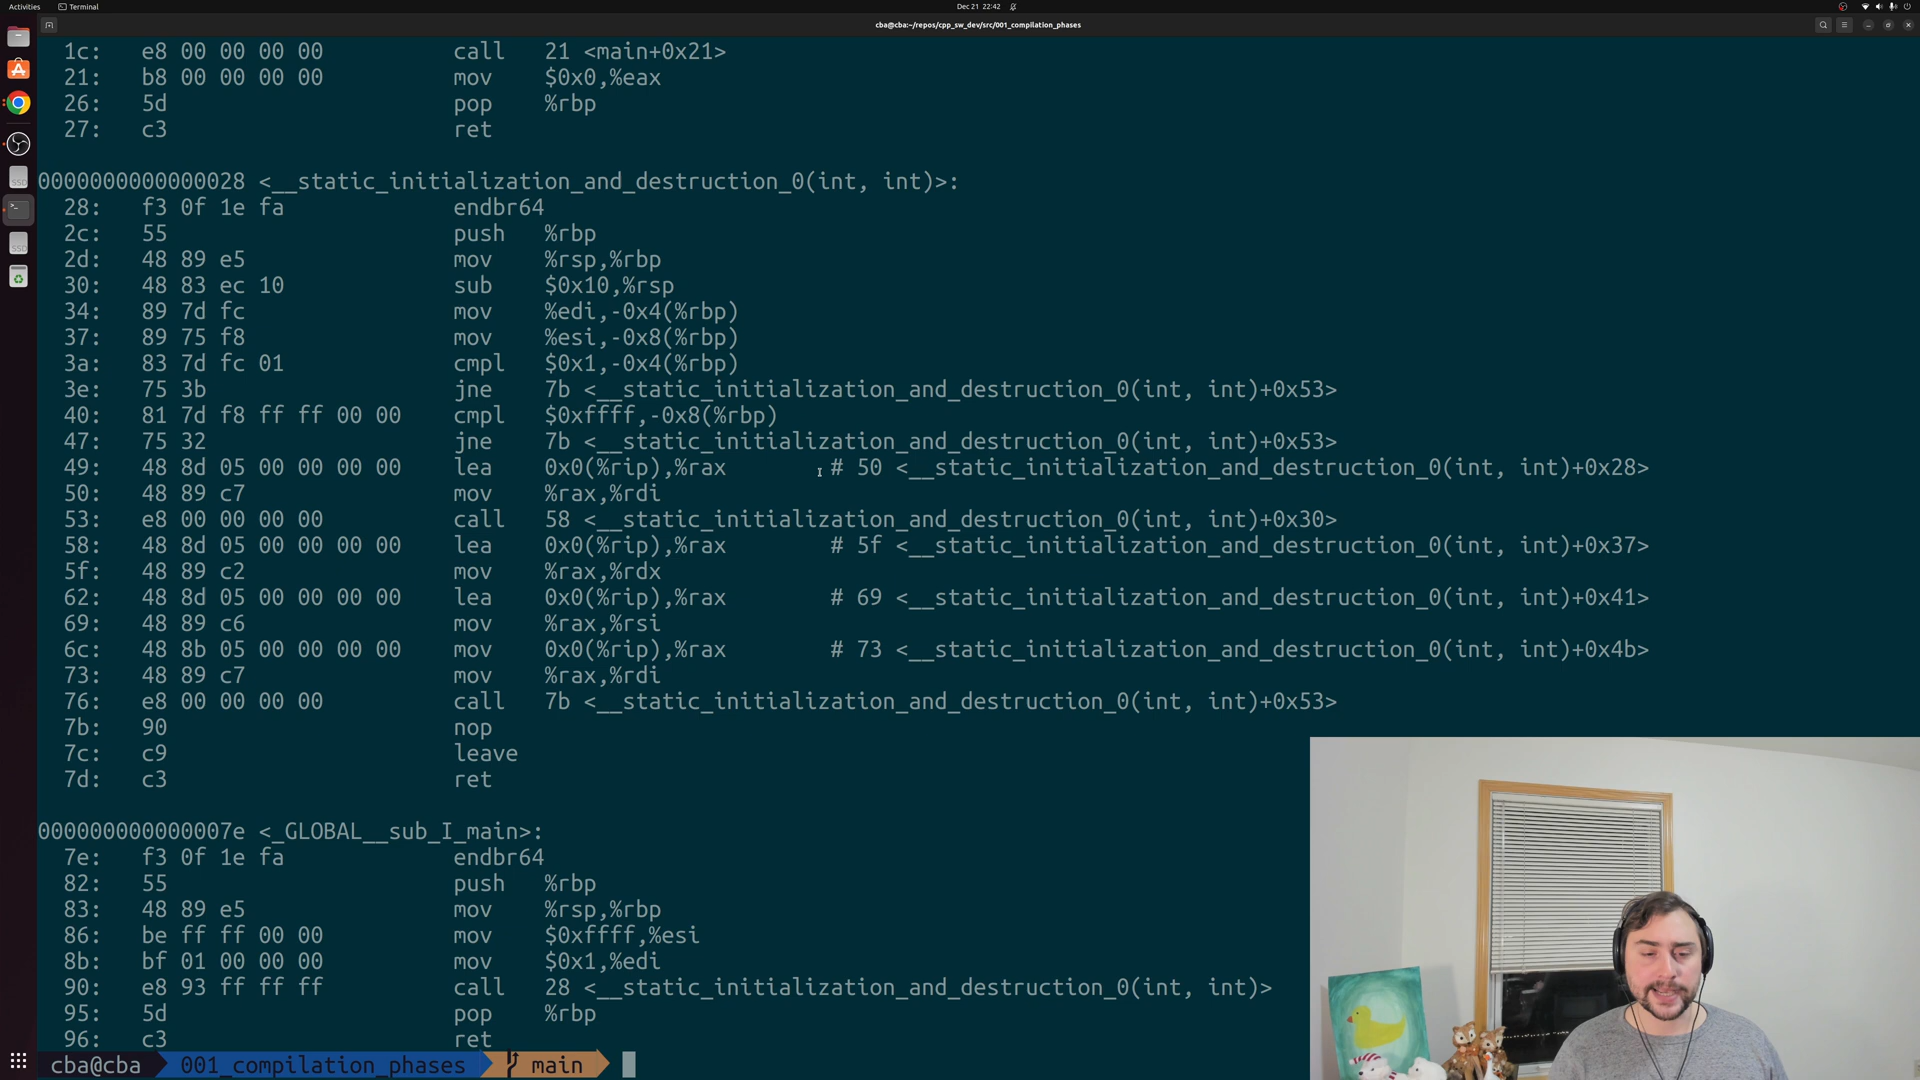 Activities Terminal Dec 21 22:42
cba@cba:~/repos/cpp_sw_dev/src/001_compilation_phases
1c: e8 00 00 00 00 call 21 <main+0x21>
21: b8 00 00 00 00 mov $0x0,%eax
26: 5d pop %rbp
27: c3 ret
0000000000000028 <__static_initialization_and_destruction_0(int, int)>:
28: f3 0f 1e fa endbr64
2c: 55 push %rbp
2d: 48 89 e5 mov %rsp,%rbp
30: 48 83 ec 10 sub $0x10,%rsp
34: 89 7d fc mov %edi,-0x4(%rbp)
37: 89 75 f8 mov %esi,-0x8(%rbp)
3a: 83 7d fc 01 cmpl $0x1,-0x4(%rbp)
3e: 75 3b jne 7b <__static_initialization_and_destruction_0(int, int)+0x53>
40: 81 7d f8 ff ff 00 00 cmpl $0xffff,-0x8(%rbp)
47: 75 32 jne 7b <__static_initialization_and_destruction_0(int, int)+0x53>
49: 48 8d 05 00 00 00 00 lea 0x0(%rip),%rax # 50 <__static_initialization_and_destruction_0(int, int)+0x28>
50: 48 89 c7 mov %rax,%rdi
53: e8 00 00 00 00 call 58 <__static_initialization_and_destruction_0(int, int)+0x30>
58: 48 8d 05 00 00 00 00 lea 0x0(%rip),%rax # 5f <__static_initialization_and_destruction_0(int, int)+0x37>
5f: 48 89 c2 mov %rax,%rdx
62: 48 8d 05 00 00 00 00 lea 0x0(%rip),%rax # 69 <__static_initialization_and_destruction_0(int, int)+0x41>
69: 48 89 c6 mov %rax,%rsi
6c: 48 8b 05 00 00 00 00 mov 0x0(%rip),%rax # 73 <__static_initialization_and_destruction_0(int, int)+0x4b>
73: 48 89 c7 mov %rax,%rdi
76: e8 00 00 00 00 call 7b <__static_initialization_and_destruction_0(int, int)+0x53>
7b: 90 nop
7c: c9 leave
7d: c3 ret
000000000000007e <_GLOBAL__sub_I_main>:
7e: f3 0f 1e fa endbr64
82: 55 push %rbp
83: 48 89 e5 mov %rsp,%rbp
86: be ff ff 00 00 mov $0xffff,%esi
8b: bf 01 00 00 00 mov $0x1,%edi
90: e8 93 ff ff ff call 28 <__static_initialization_and_destruction_0(int, int)>
95: 5d pop %rbp
96: c3 ret
cba@cba 001_compilation_phases main